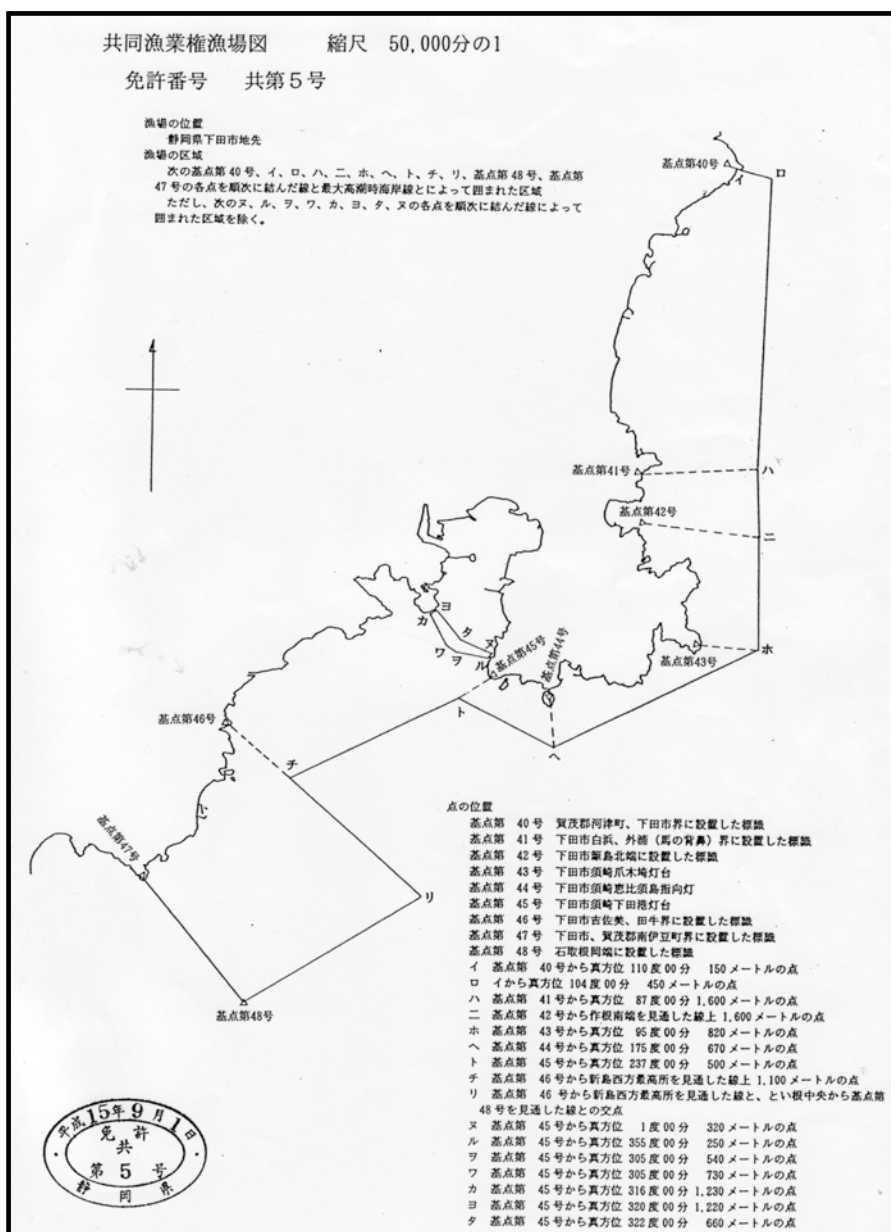 共同漁業権漁場図 縮尺 50,000分の1
免許番号 共第5号
漁場の位置
静岡県下田市地先
漁場の区域
次の基点第40号、イ、ロ、ハ、ニ、ホ、ヘ、ト、チ、リ、基点第48号、基点第
47号の各点を順次に結んだ線と最大高潮時海岸線とによって囲まれた区域
ただし、次のヌ、ル、ヲ、ワ、カ、ヨ、タ、ヌの各点を順次に結んだ線によって
囲まれた区域を除く。
基点第40号
イ
ロ
基点第41号
ハ
基点第42号
ニ
ヨ
カ
タ
ヌ
ワ
ヲ
ル
基点第45号
基点第44号
基点第43号
ホ
ト
ヘ
基点第46号
チ
基点第47号
リ
基点第48号
点の位置
基点第 40号 賀茂郡河津町、下田市界に設置した標識
基点第 41号 下田市白浜、外浦(馬の背鼻)界に設置した標識
基点第 42号 下田市雀島北端に設置した標識
基点第 43号 下田市須崎爪木埼灯台
基点第 44号 下田市須崎恵比須島指向灯
基点第 45号 下田市須崎下田港灯台
基点第 46号 下田市吉佐美、田牛界に設置した標識
基点第 47号 下田市、賀茂郡南伊豆町界に設置した標識
基点第 48号 石取根岡端に設置した標識
イ 基点第 40号から真方位 110度00分 150メートルの点
ロ イから真方位 104度00分 450メートルの点
ハ 基点第 41号から真方位 87度00分 1,600メートルの点
ニ 基点第 42号から作根南端を見通した線上 1,600メートルの点
ホ 基点第 43号から真方位 95度00分 820メートルの点
ヘ 基点第 44号から真方位 175度00分 670メートルの点
ト 基点第 45号から真方位 237度00分 500メートルの点
チ 基点第 46号から新島西方最高所を見通した線上 1,100メートルの点
リ 基点第 46号から新島西方最高所を見通した線と、とい根中央から基点第
48号を見通した線との交点
ヌ 基点第 45号から真方位 1度00分 320メートルの点
ル 基点第 45号から真方位 355度00分 250メートルの点
ヲ 基点第 45号から真方位 305度00分 540メートルの点
ワ 基点第 45号から真方位 305度00分 730メートルの点
カ 基点第 45号から真方位 316度00分 1,230メートルの点
ヨ 基点第 45号から真方位 320度00分 1,220メートルの点
タ 基点第 45号から真方位 322度00分 660メートルの点
平成15年9月1日
免許
共
第5号
静岡県